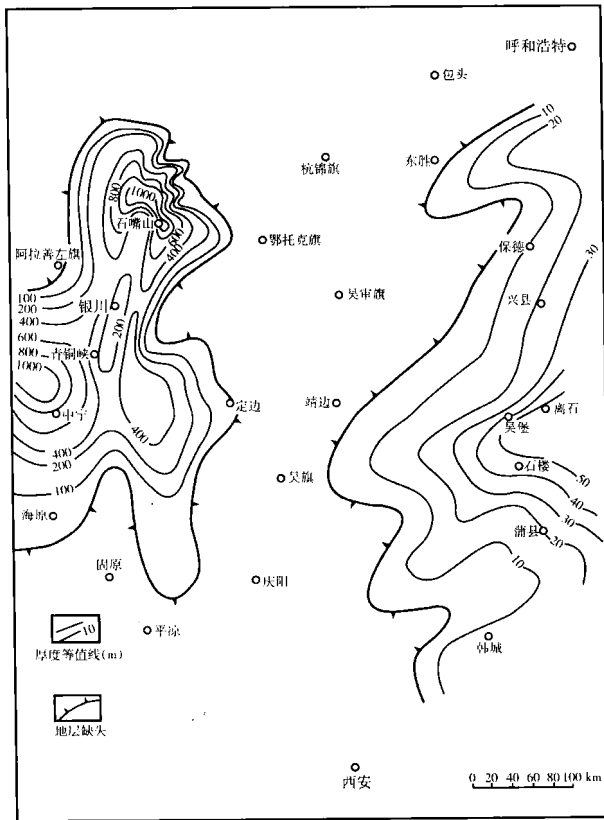 呼和浩特
包头
10
20
杭锦旗
东胜
800
1000
石嘴山
600
400
鄂托克旗
保德
30
阿拉善左旗
100
200
400
600
800
1000
银川
200
吴审旗
兴县
青铜峡
中宁
定边
靖边
离石
吴堡
400
400
200
100
石楼
吴旗
50
40
30
20
海原
蒲县
固原
庆阳
10
10
厚度等值线(m)
平凉
韩城
地层缺失
西安
0 20 40 60 80 100 km